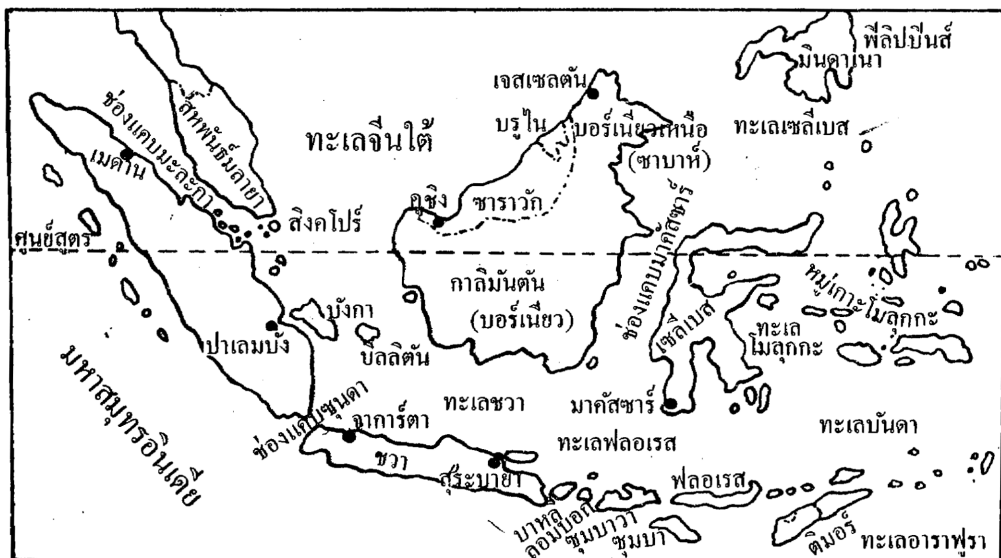 ฟิลิปปินส์
มินดาเนา
เจสเซลตัน
ช่องแคบมะละกา
สหพันธ์มลายา
บรูไน
บอร์เนียวเหนือ
(ซาบาห์)
ทะเลเซลีเบส
ทะเลจีนใต้
เมดาน
คูชิง
ซาราวัก
สิงคโปร์
ศูนย์สูตร
ช่องแคบมาคัสซาร์
กาลิมันตัน
(บอร์เนียว)
หมู่เกาะโมลุกกะ
บังกา
เซลีเบส
ทะเล
โมลุกกะ
ปาเลมบัง
บิลลิตัน
มหาสมุทรอินเดีย
ช่องแคบซุนดา
ทะเลชวา
มาคัสซาร์
จาการ์ตา
ทะเลบันดา
ทะเลฟลอเรส
ชวา
สุระบายา
ฟลอเรส
บาหลี
ลอมบอก
ซุมบาวา
ซุมบา
ติมอร์
ทะเลอาราฟูรา